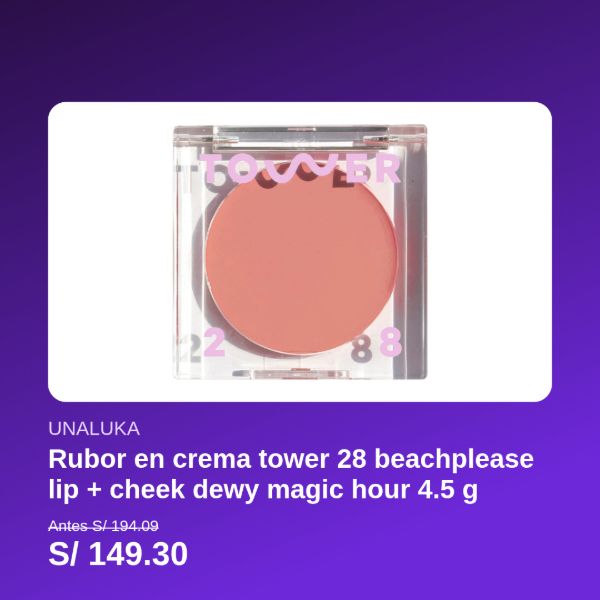 TOWER
28
UNALUKA
Rubor en crema tower 28 beachplease
lip + cheek dewy magic hour 4.5 g
Antes S/ 194.09
S/ 149.30